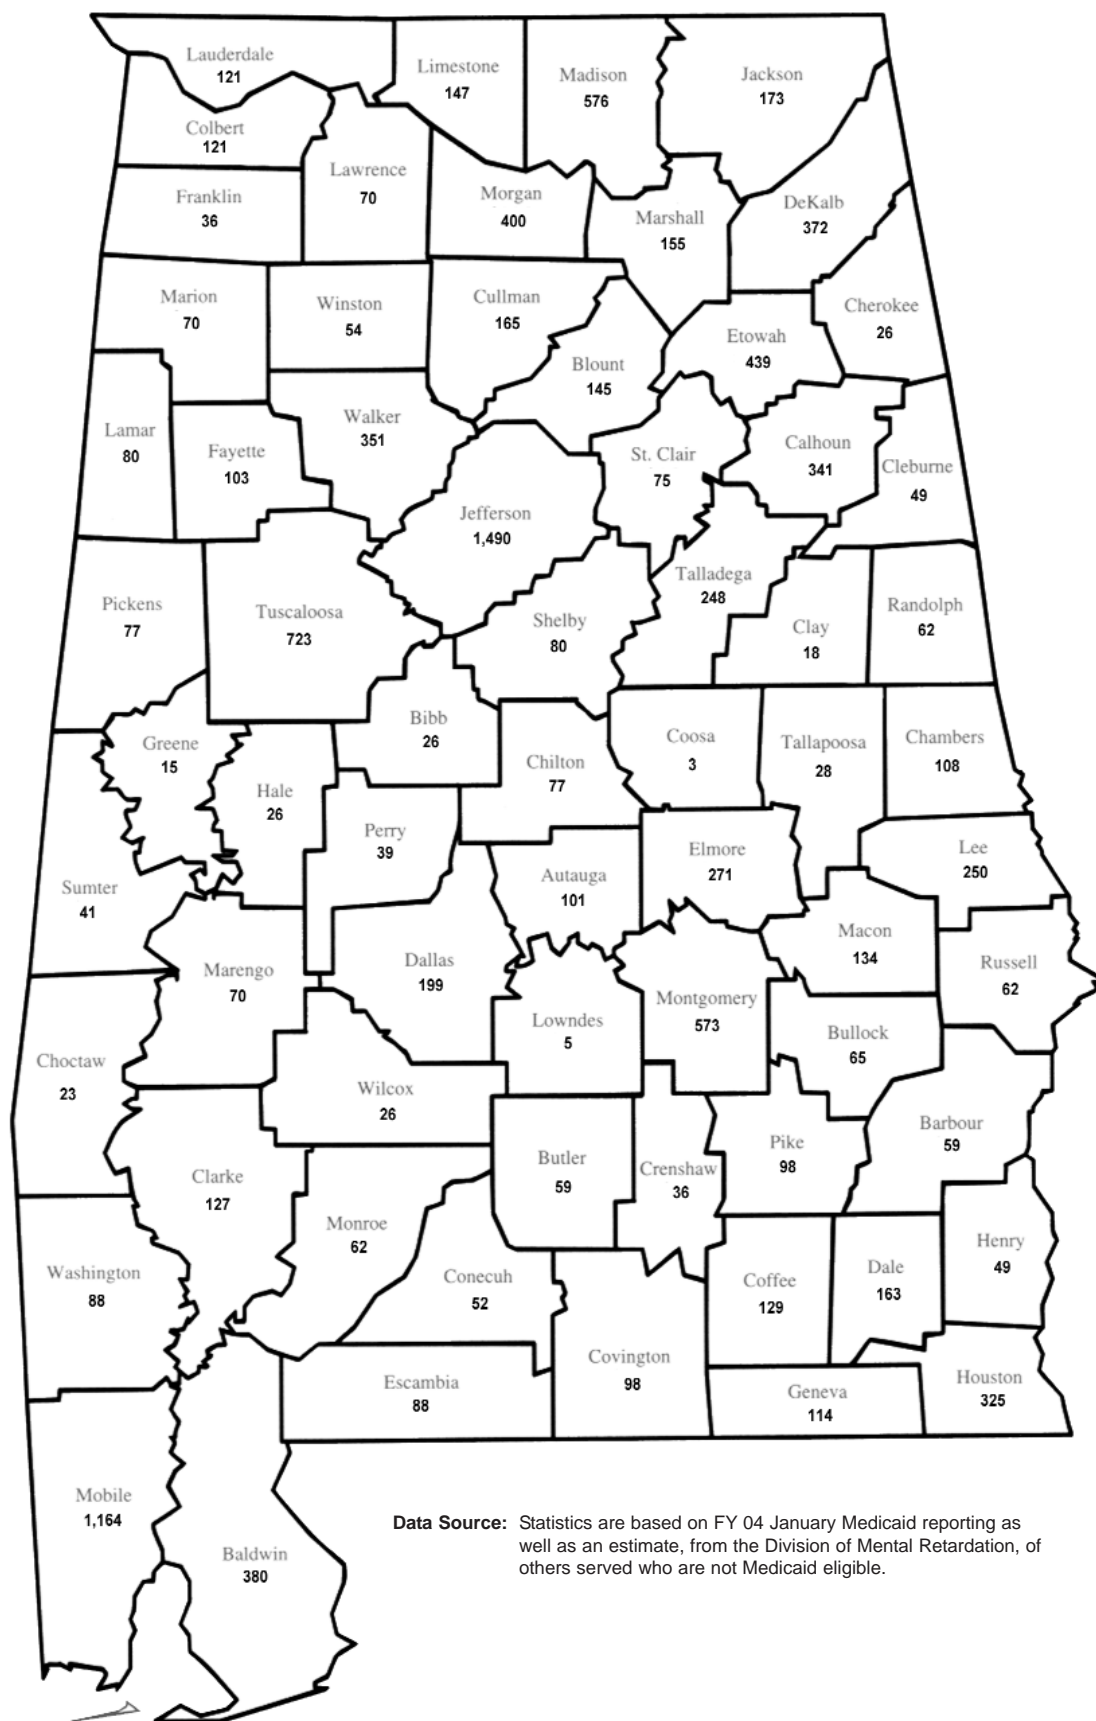 Lauderdale
121
Limestone
147
Madison
576
Jackson
173
Colbert
121
Franklin
36
Lawrence
70
Morgan
400
Marshall
155
DeKalb
372
Marion
70
Winston
54
Cullman
165
Blount
145
Etowah
439
Cherokee
26
Lamar
80
Fayette
103
Walker
351
Jefferson
1,490
St. Clair
75
Calhoun
341
Cleburne
49
Pickens
77
Tuscaloosa
723
Shelby
80
Talladega
248
Clay
18
Randolph
62
Greene
15
Hale
26
Bibb
26
Chilton
77
Coosa
3
Tallapoosa
28
Chambers
108
Sumter
41
Perry
39
Autauga
101
Elmore
271
Lee
250
Marengo
70
Dallas
199
Lowndes
5
Montgomery
573
Macon
134
Russell
62
Bullock
65
Choctaw
23
Wilcox
26
Clarke
127
Butler
59
Crenshaw
36
Pike
98
Barbour
59
Monroe
62
Conecuh
52
Washington
88
Coffee
129
Dale
163
Henry
49
Escambia
88
Covington
98
Geneva
114
Houston
325
Mobile
1,164
Baldwin
380
Data Source: Statistics are based on FY 04 January Medicaid reporting as
well as an estimate, from the Division of Mental Retardation, of
others served who are not Medicaid eligible.